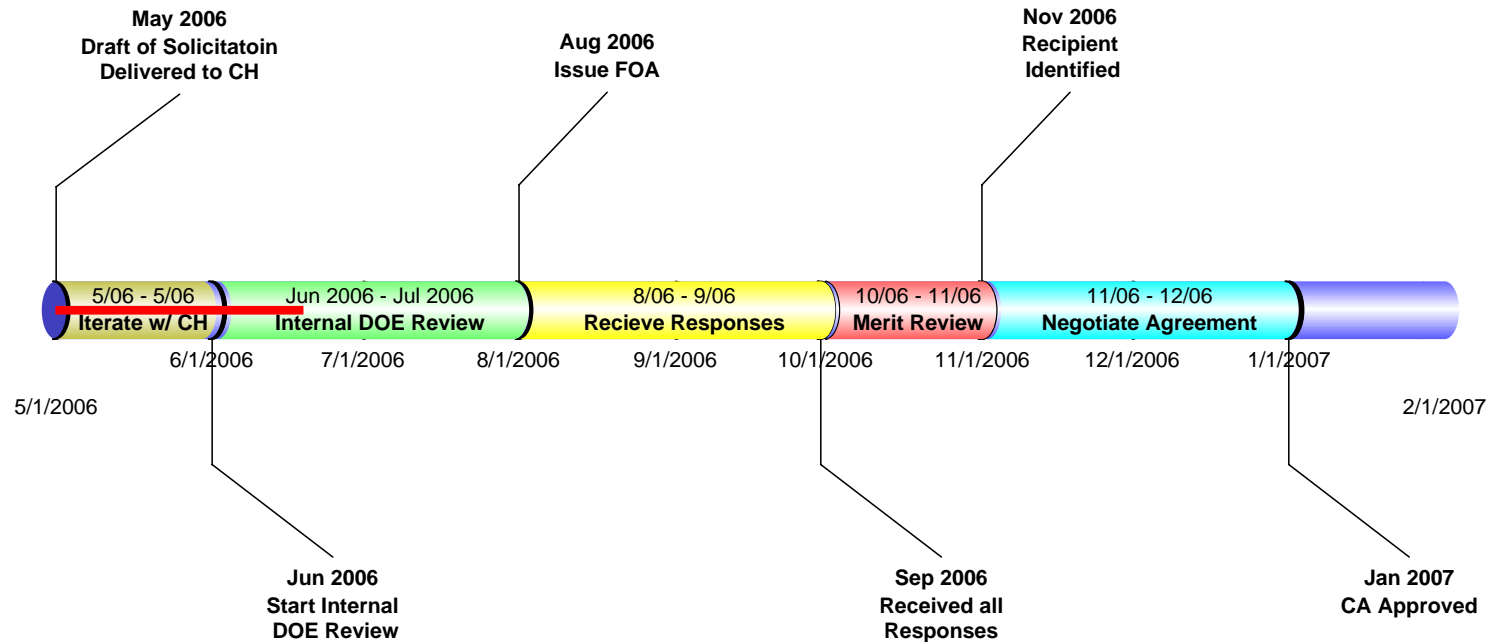 May 2006
Draft of Solicitatoin
Delivered to CH
Aug 2006
Issue FOA
Nov 2006
Recipient
Identified
5/06 - 5/06
Iterate w/ CH
Jun 2006 - Jul 2006
Internal DOE Review
8/06 - 9/06
Recieve Responses
10/06 - 11/06
Merit Review
11/06 - 12/06
Negotiate Agreement
6/1/2006
7/1/2006
8/1/2006
9/1/2006
10/1/2006
11/1/2006
12/1/2006
1/1/2007
5/1/2006
2/1/2007
Jun 2006
Start Internal
DOE Review
Sep 2006
Received all
Responses
Jan 2007
CA Approved